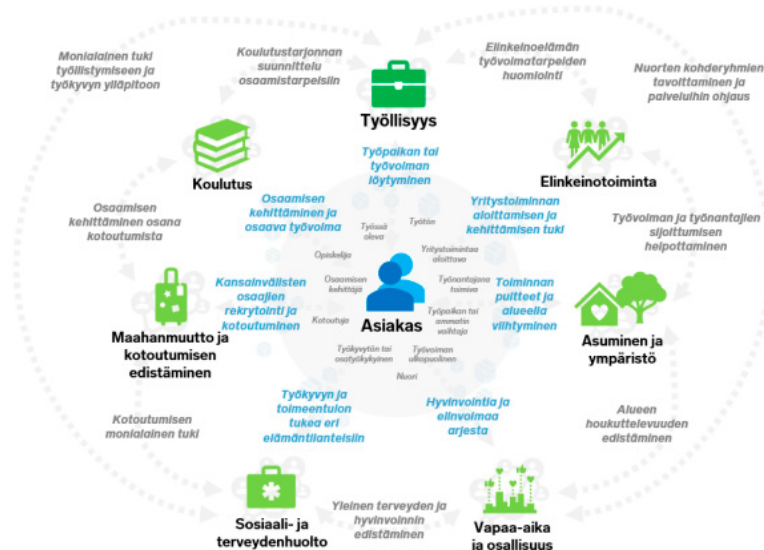 Monialainen tuki
työllistymiseen ja
työkyvyn ylläpitoon
Koulutustarjonnan
suunnittelu
osaamistarpeisiin
Elinkeinoelämän
työvoimatarpeiden
huomiointi
Nuorten kohderyhmien
tavoittaminen ja
palveluihin ohjaus
Työllisyys
Koulutus
Työpaikan tai
työvoiman
löytyminen
Elinkeinotoiminta
Osaamisen
kehittäminen osana
kotoutumista
Osaamisen
kehittäminen ja
osaava työvoima
Työssä
oleva
Työtön
Yritystoiminnan
aloittamisen ja
kehittämisen tuki
Työvoiman ja työnantajien
sijoittumisen
helpottaminen
Opiskelija
Yritystoimintaa
aloittava
Kansainvälisten
osaajien
rekrytointi ja
kotoutuminen
Osaamisen
kehittäjä
Työnantajana
toimiva
Toiminnan
puitteet ja
alueella
viihtyminen
Kotoutuja
Asiakas
Työpaikan tai
ammatin
vaihtaja
Maahanmuutto ja
kotoutumisen
edistäminen
Asuminen ja
ympäristö
Työkyvytön tai
osatyökykyinen
Työvoiman
ulkopuolinen
Nuori
Työkyvyn ja
toimeentulon
tukea eri
elämäntilanteisiin
Hyvinvointia ja
elinvoimaa
arjesta
Kotoutumisen
monialainen tuki
Alueen
houkuttelevuuden
edistäminen
Sosiaali- ja
terveydenhuolto
Yleinen terveyden ja
hyvinvoinnin
edistäminen
Vapaa-aika
ja osallisuus